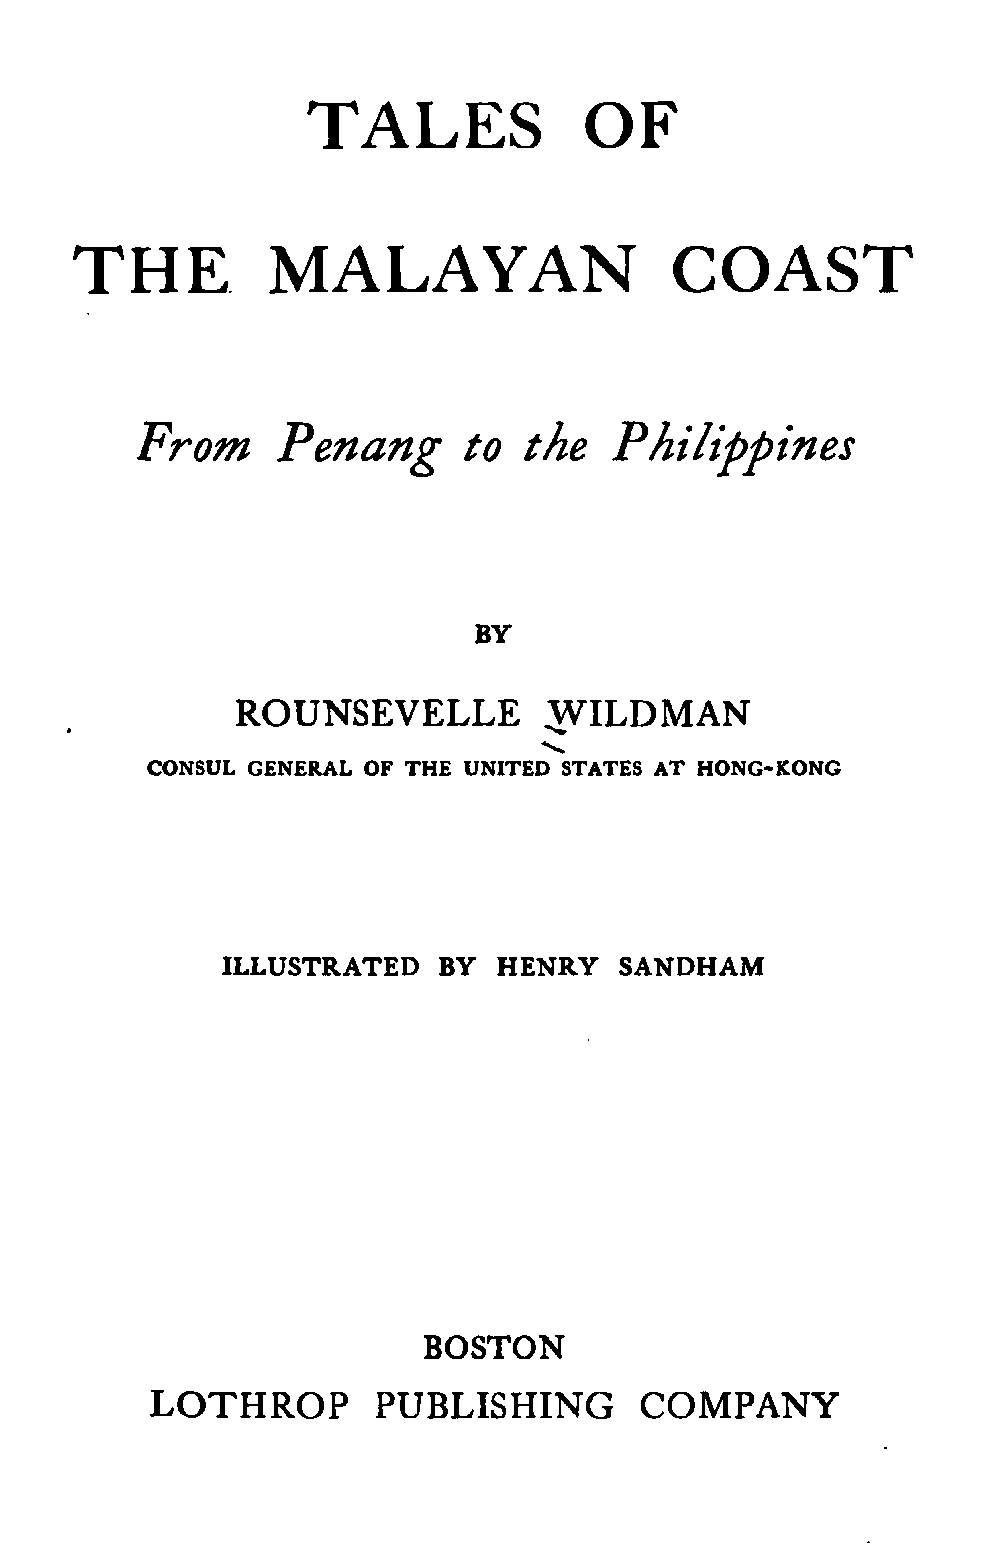 TALES OF
THE MALAYAN COAST
From Penang to the Philippines
BY
ROUNSEVELLE WILDMAN
CONSUL GENERAL OF THE UNITED STATES AT HONG-KONG
ILLUSTRATED BY HENRY SANDHAM
BOSTON
LOTHROP PUBLISHING COMPANY